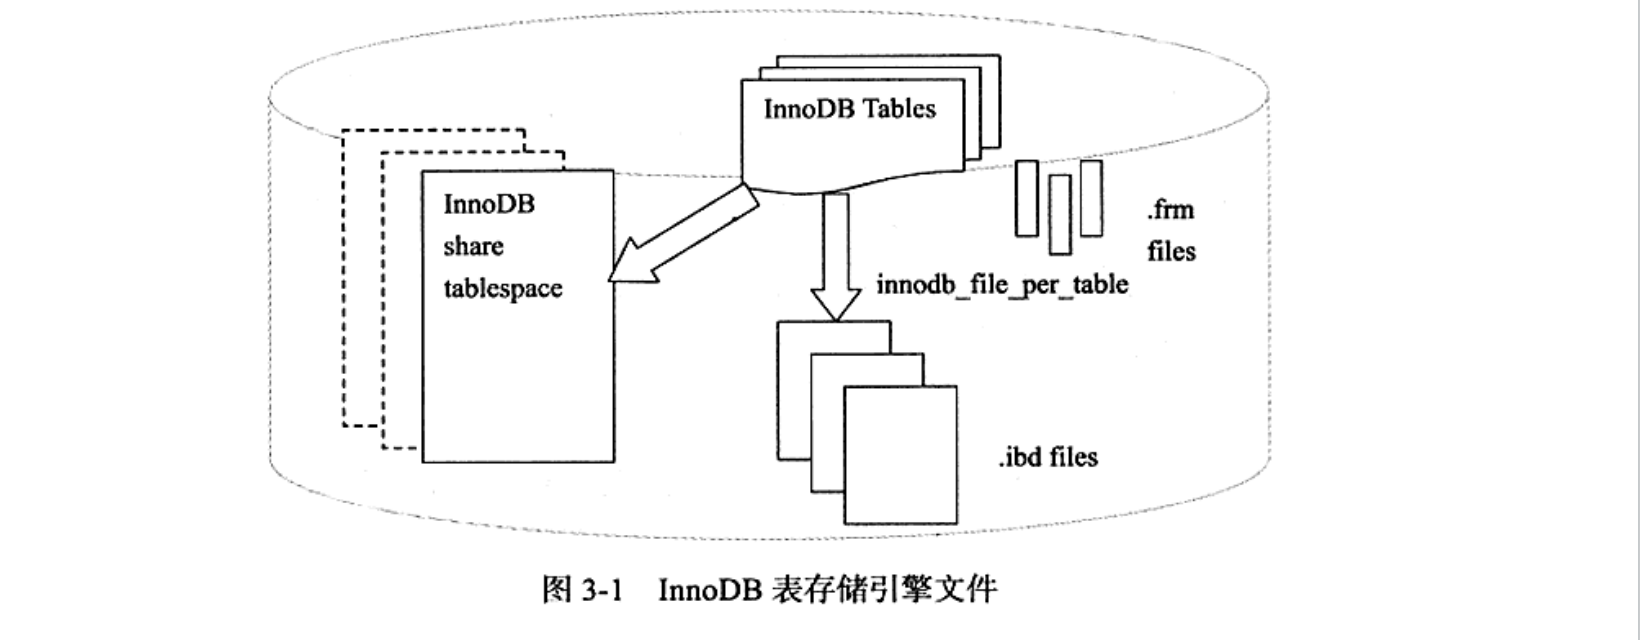 InnoDB Tables
InnoDB
share
tablespace
.frm
files
innodb_file_per_table
.ibd files
图 3-1 InnoDB 表存储引擎文件